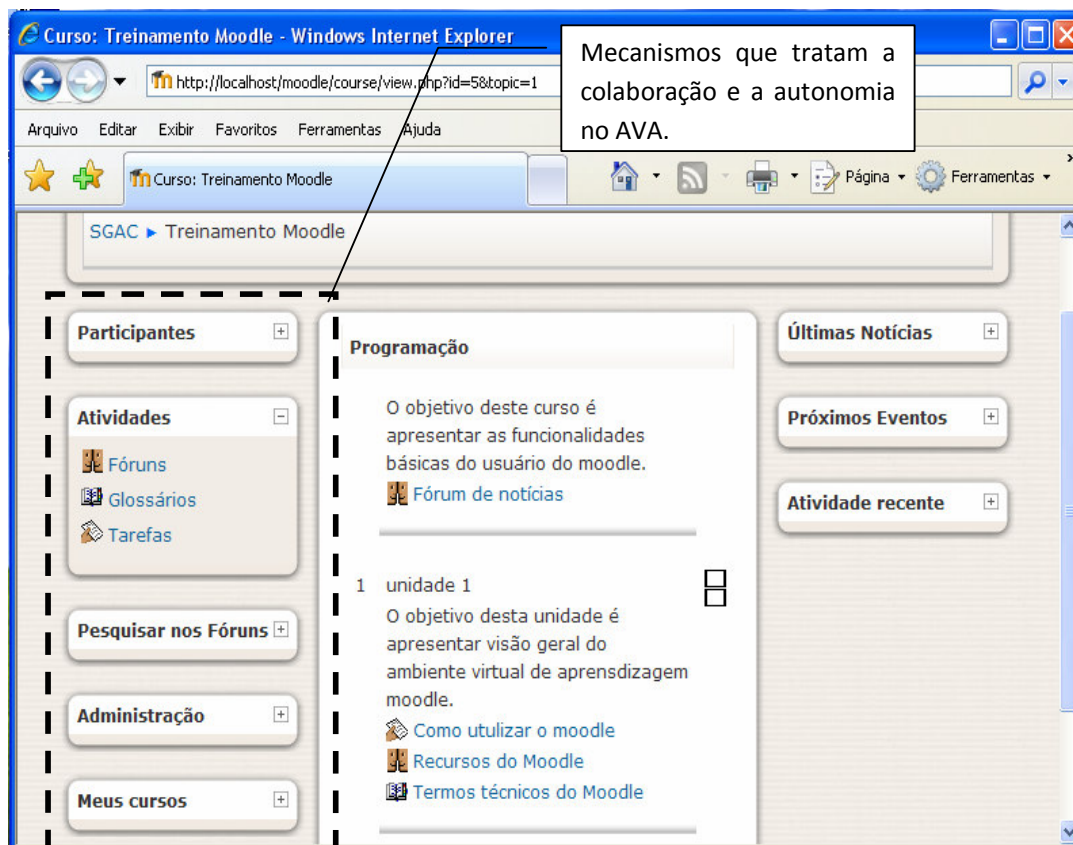 Curso: Treinamento Moodle - Windows Internet Explorer
Mecanismos que tratam a
colaboração e a autonomia
no AVA.
http://localhost/moodle/course/view.php?id=5&topic=1
Arquivo Editar Exibir Favoritos Ferramentas Ajuda
Curso: Treinamento Moodle
Página
Ferramentas
SGAC ► Treinamento Moodle
Participantes
Atividades
Fóruns
Glossários
Tarefas
Pesquisar nos Fóruns
Administração
Meus cursos
Programação
O objetivo deste curso é
apresentar as funcionalidades
básicas do usuário do moodle.
Fórum de notícias
1 unidade 1
O objetivo desta unidade é
apresentar visão geral do
ambiente virtual de aprensdizagem
moodle.
Como utulizar o moodle
Recursos do Moodle
Termos técnicos do Moodle
Últimas Notícias
Próximos Eventos
Atividade recente